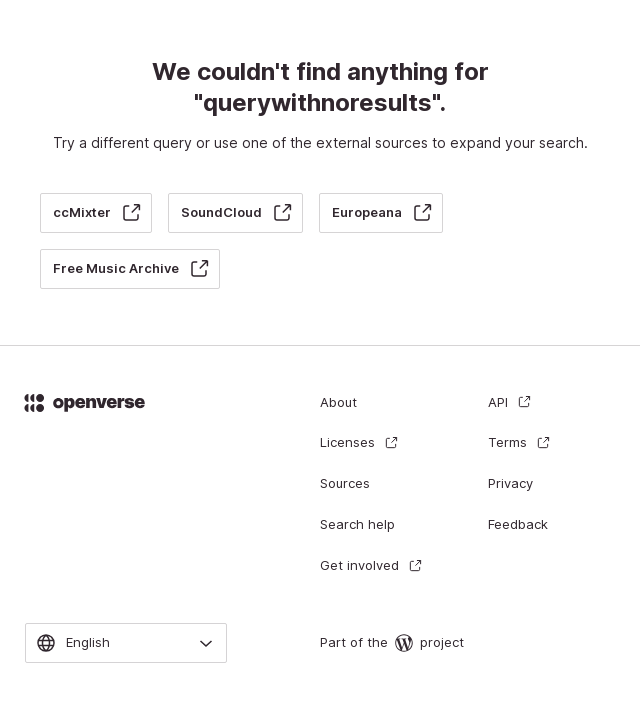 We couldn't find anything for
"querywithnoresults".
Try a different query or use one of the external sources to expand your search.
ccMixter
SoundCloud
Europeana
Free Music Archive
openverse
About
API
Licenses
Terms
Sources
Privacy
Search help
Feedback
Get involved
English
Part of the W project